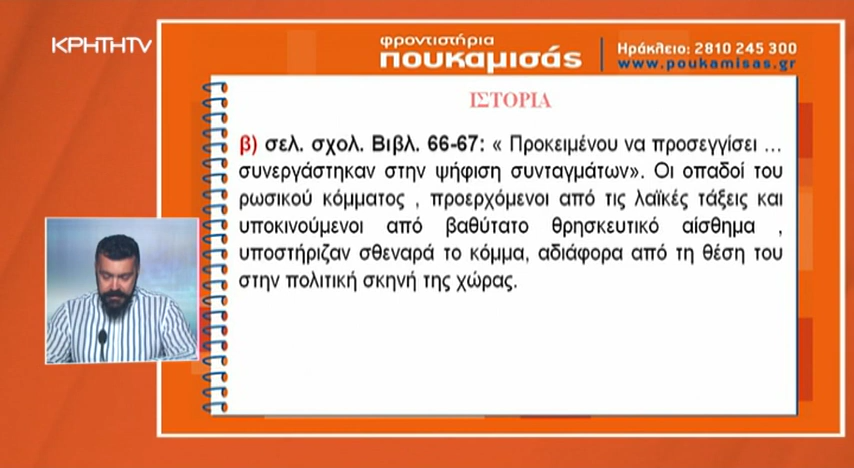 ΚΡΗΤΗTV
φροντιστήρια
πουκαμισάς
Ηράκλειο: 2810 245 300
www.poukamisas.gr
ΙΣΤΟΡΙΑ
β) σελ. σχολ. Βιβλ. 66-67: « Προκειμένου να προσεγγίσει …
συνεργάστηκαν στην ψήφιση συνταγμάτων». Οι οπαδοί του
ρωσικού κόμματος , προερχόμενοι από τις λαϊκές τάξεις και
υποκινούμενοι από βαθύτατο θρησκευτικό αίσθημα ,
υποστήριζαν σθεναρά το κόμμα, αδιάφορα από τη θέση του
στην πολιτική σκηνή της χώρας.